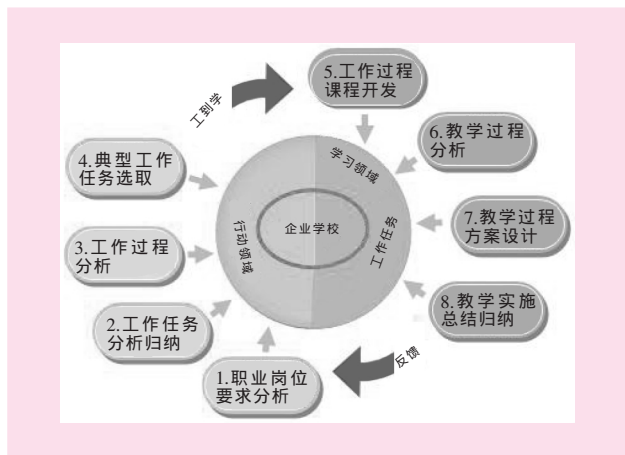 5.工作过程
课程开发
工到学
6.教学过程
分析
4.典型工作
任务选取
学习领域
7.教学过程
方案设计
企业学校
行动领域
工作任务
3.工作过程
分析
8.教学实施
总结归纳
2.工作任务
分析归纳
反馈
1.职业岗位
要求分析